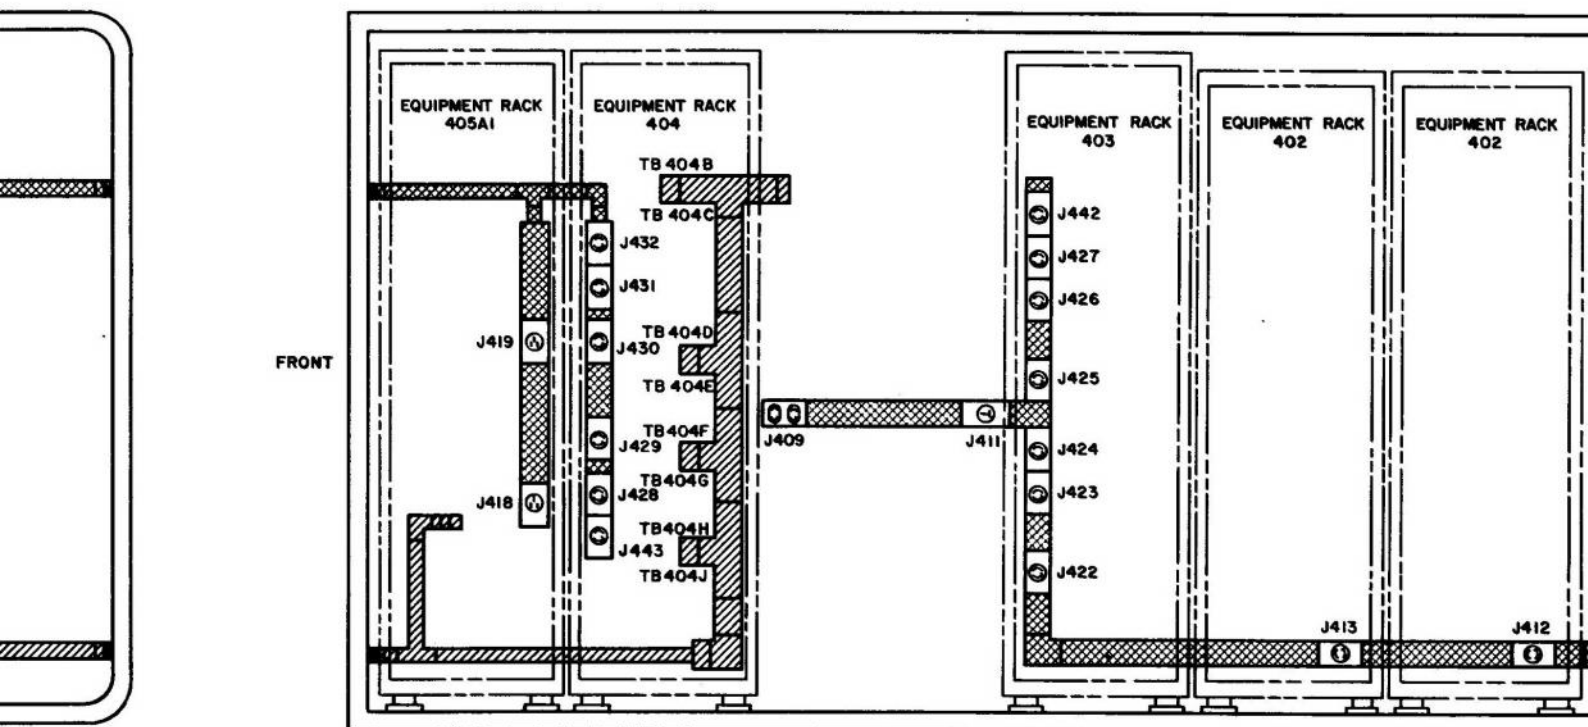 EQUIPMENT RACK
405A1
EQUIPMENT RACK
404
EQUIPMENT RACK
403
EQUIPMENT RACK
402
EQUIPMENT RACK
402
TB 404B
TB 404C
J432
J431
J430
J429
J428
J443
J419
J418
TB 404D
TB 404E
TB404F
TB404G
TB404H
TB404J
FRONT
J409
J411
J442
J427
J426
J425
J424
J423
J422
J413
J412